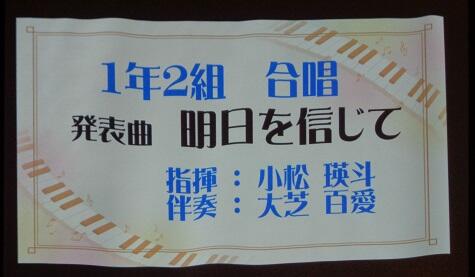 1年2組 合唱
発表曲 明日を信じて
指揮：小松 瑛斗
伴奏：大芝 百愛